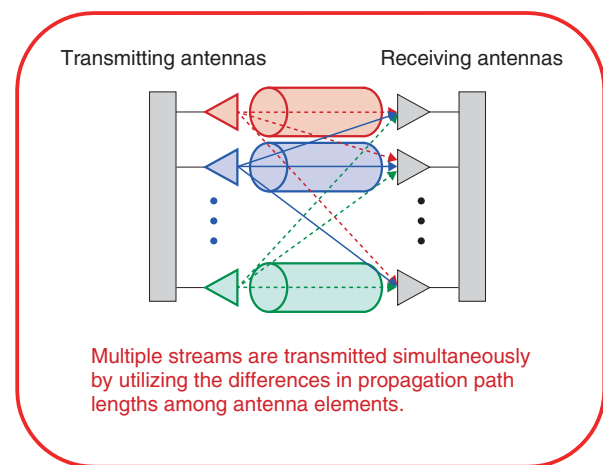 Transmitting antennas
Receiving antennas
Multiple streams are transmitted simultaneously
by utilizing the differences in propagation path
lengths among antenna elements.